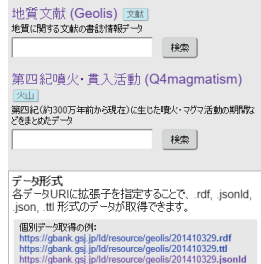 地質文献 (Geolis) 文献
地質に関する文献の書誌情報データ
検索
第四紀噴火・貫入活動 (Q4magmatism)
火山
第四紀(約300万年前から現在)に生じた噴火・マグマ活動の期間な
どをまとめたデータ
検索
データ形式
各データURIに拡張子を指定することで、.rdf, .jsonld,
.json, .ttl 形式のデータが取得できます。
個別データ取得の例:
https://gbank.gsj.jp/ld/resource/geolis/201410329.rdf
https://gbank.gsj.jp/ld/resource/geolis/201410329.ttl
https://gbank.gsj.jp/ld/resource/geolis/201410329.jsonld